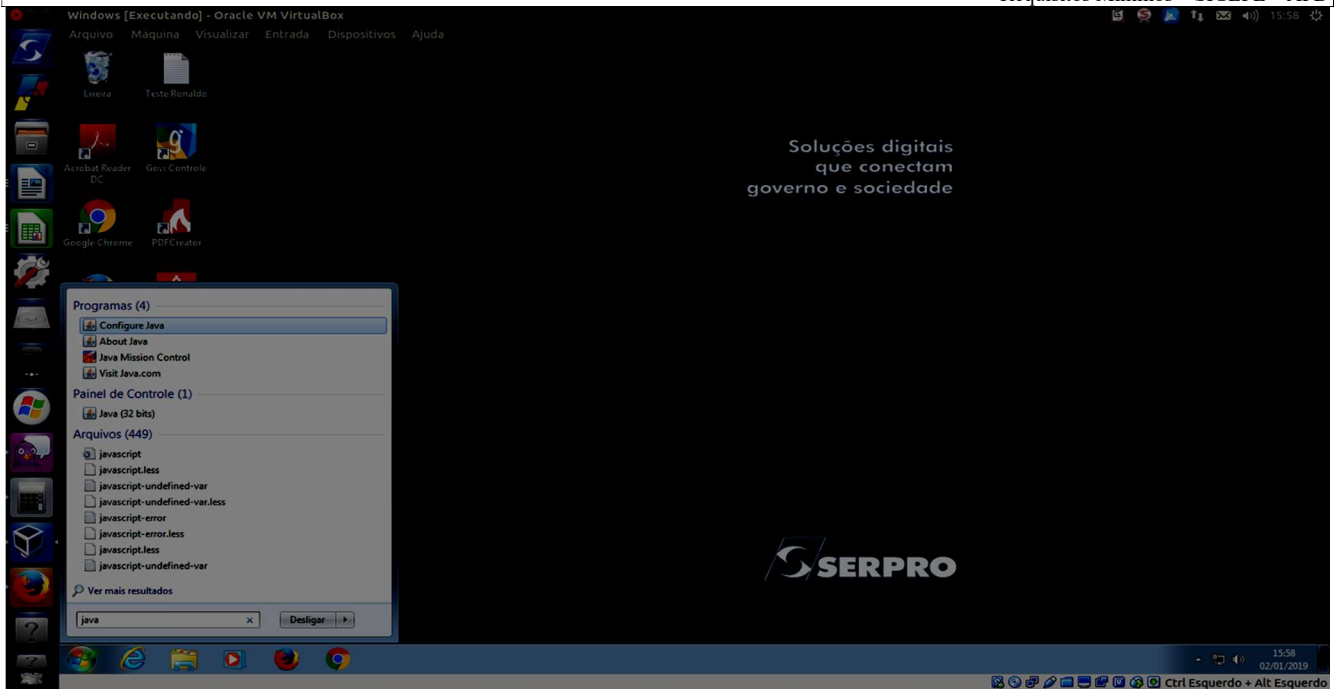 Windows [Executando] - Oracle VM VirtualBox
15:58
Arquivo Máquina Visualizar Entrada Dispositivos Ajuda
Lixeira
Teste Ronaldo
Acrobat Reader
DC
Govi Controle
Google Chrome
PDFCreator
Soluções digitais
que conectam
governo e sociedade
Programas (4)
Configure Java
About Java
Java Mission Control
Visit Java.com
Painel de Controle (1)
Java (32 bits)
Arquivos (449)
javascript
javascript.less
javascript-undefined-var
javascript-undefined-var.less
javascript-error
javascript-error.less
javascript.less
javascript-undefined-var
Ver mais resultados
java
Desligar
SERPRO
15:58
02/01/2019
Ctrl Esquerdo + Alt Esquerdo